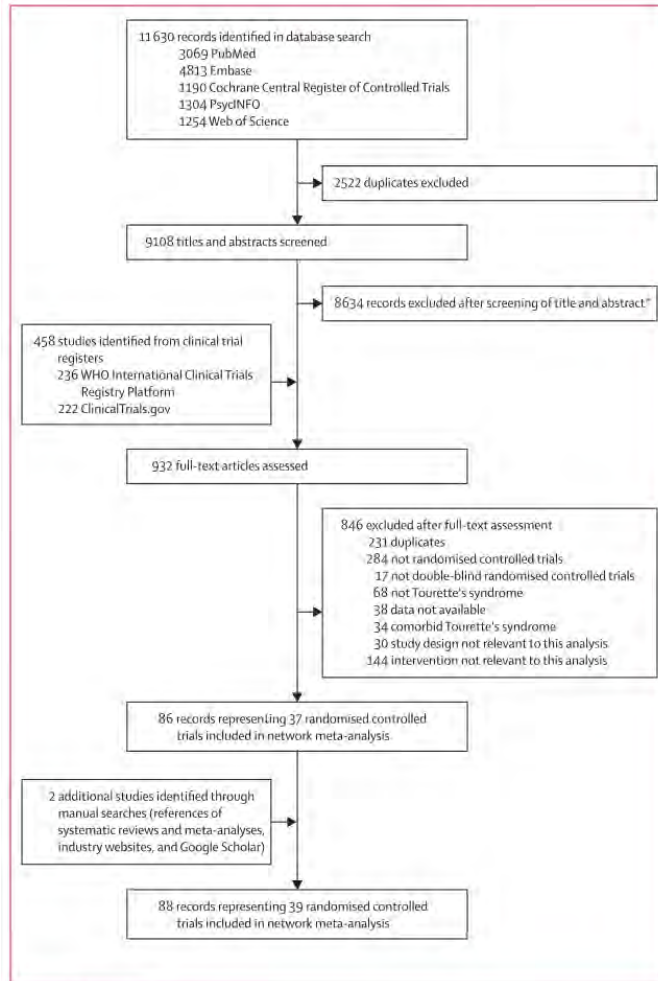 11 630 records identified in database search
3069 PubMed
4813 Embase
1190 Cochrane Central Register of Controlled Trials
1304 PsycINFO
1254 Web of Science
2522 duplicates excluded
9108 titles and abstracts screened
8634 records excluded after screening of title and abstract*
458 studies identified from clinical trial
registers
236 WHO International Clinical Trials
Registry Platform
222 ClinicalTrials.gov
932 full-text articles assessed
846 excluded after full-text assessment
231 duplicates
284 not randomised controlled trials
17 not double-blind randomised controlled trials
68 not Tourette's syndrome
38 data not available
34 comorbid Tourette's syndrome
30 study design not relevant to this analysis
144 intervention not relevant to this analysis
86 records representing 37 randomised controlled
trials included in network meta-analysis
2 additional studies identified through
manual searches (references of
systematic reviews and meta-analyses,
industry websites, and Google Scholar)
88 records representing 39 randomised controlled
trials included in network meta-analysis